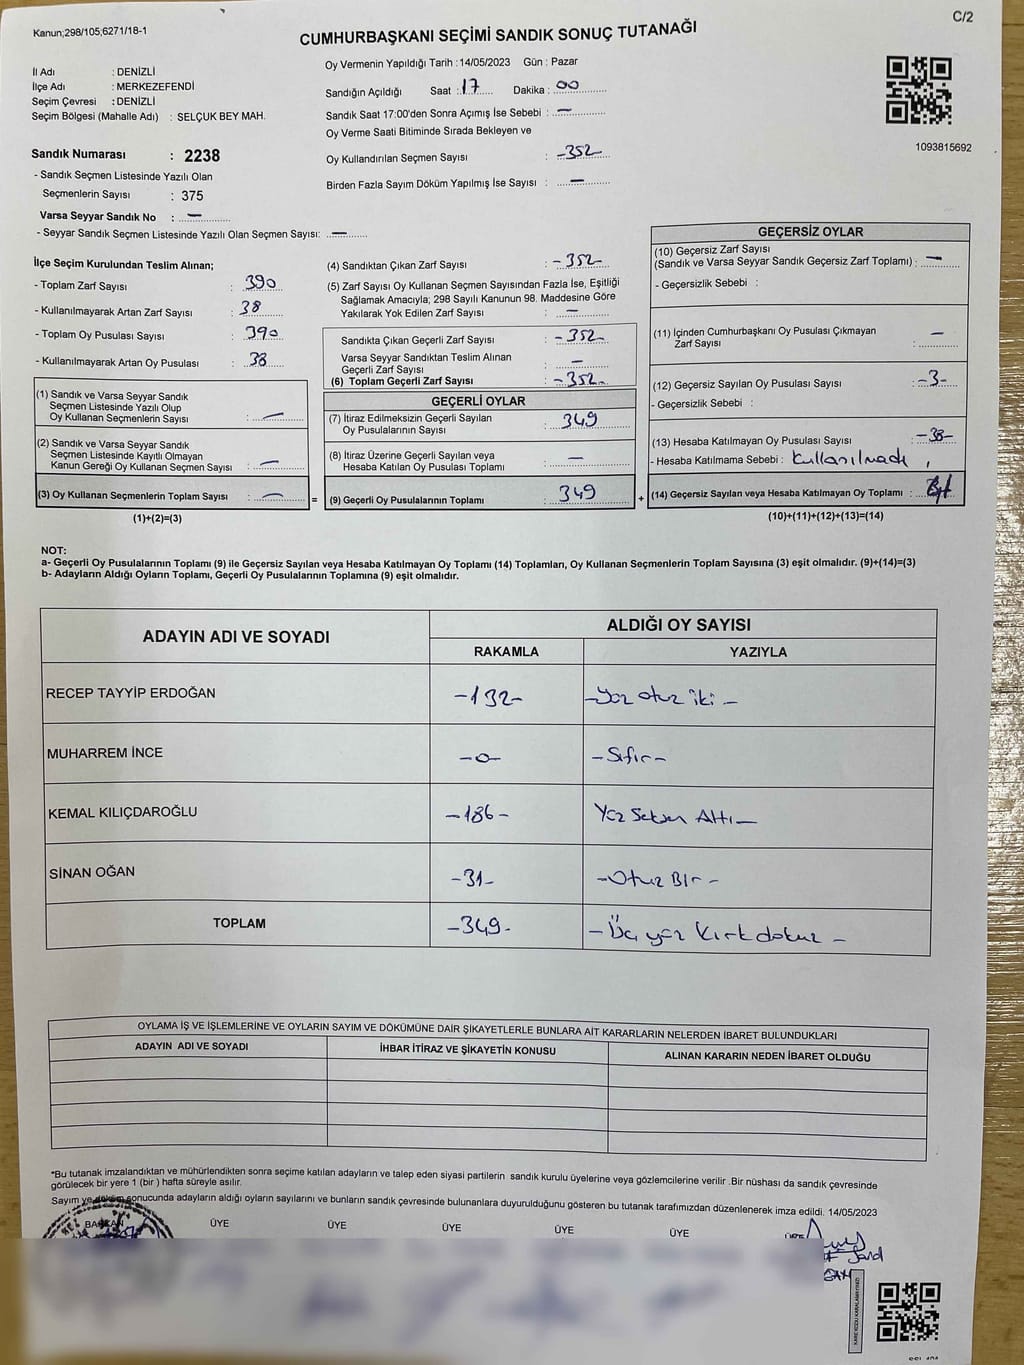 Kanun;298/105;6271/18-1
C/2
CUMHURBAŞKANI SEÇİMİ SANDIK SONUÇ TUTANAĞI
İl Adı : DENİZLİ
İlçe Adı : MERKEZEFENDİ
Seçim Çevresi : DENİZLİ
Seçim Bölgesi (Mahalle Adı) : SELÇUK BEY MAH.
Sandık Numarası : 2238
- Sandık Seçmen Listesinde Yazılı Olan
Seçmenlerin Sayısı : 375
Varsa Seyyar Sandık No : —
- Seyyar Sandık Seçmen Listesinde Yazılı Olan Seçmen Sayısı: —
Oy Vermenin Yapıldığı Tarih : 14/05/2023 Gün : Pazar
Sandığın Açıldığı Saat : 17 Dakika : 00
Sandık Saat 17:00'den Sonra Açımış İse Sebebi : —
Oy Verme Saati Bitiminde Sırada Bekleyen ve
Oy Kullandırılan Seçmen Sayısı : -352-
Birden Fazla Sayım Döküm Yapılmış İse Sayısı : —
1093815692
İlçe Seçim Kurulundan Teslim Alınan;
- Toplam Zarf Sayısı : 390
- Kullanılmayarak Artan Zarf Sayısı : 38
- Toplam Oy Pusulası Sayısı : 390
- Kullanılmayarak Artan Oy Pusulası : 38
(1) Sandık ve Varsa Seyyar Sandık
Seçmen Listesinde Yazılı Olup
Oy Kullanan Seçmenlerin Sayısı : —
(2) Sandık ve Varsa Seyyar Sandık
Seçmen Listesinde Kayıtlı Olmayan
Kanun Gereği Oy Kullanan Seçmen Sayısı : —
(3) Oy Kullanan Seçmenlerin Toplam Sayısı : —
(1)+(2)=(3)
=
(4) Sandıktan Çıkan Zarf Sayısı : -352-
(5) Zarf Sayısı Oy Kullanan Seçmen Sayısından Fazla İse, Eşitliği
Sağlamak Amacıyla; 298 Sayılı Kanunun 98. Maddesine Göre
Yakılarak Yok Edilen Zarf Sayısı : —
Sandıkta Çıkan Geçerli Zarf Sayısı : -352-
Varsa Seyyar Sandıktan Teslim Alınan
Geçerli Zarf Sayısı : —
(6) Toplam Geçerli Zarf Sayısı : -352-
GEÇERLİ OYLAR
(7) İtiraz Edilmeksizin Geçerli Sayılan
Oy Pusulalarının Sayısı : 349
(8) İtiraz Üzerine Geçerli Sayılan veya
Hesaba Katılan Oy Pusulası Toplamı : —
(9) Geçerli Oy Pusulalarının Toplamı : 349
+
GEÇERSİZ OYLAR
(10) Geçersiz Zarf Sayısı
(Sandık ve Varsa Seyyar Sandık Geçersiz Zarf Toplamı) : —
- Geçersizlik Sebebi :
(11) İçinden Cumhurbaşkanı Oy Pusulası Çıkmayan
Zarf Sayısı : —
(12) Geçersiz Sayılan Oy Pusulası Sayısı : -3-
- Geçersizlik Sebebi :
(13) Hesaba Katılmayan Oy Pusulası Sayısı : -38-
- Hesaba Katılmama Sebebi : Kullanılmadı
(14) Geçersiz Sayılan veya Hesaba Katılmayan Oy Toplamı :
(10)+(11)+(12)+(13)=(14)
NOT:
a- Geçerli Oy Pusulalarının Toplamı (9) ile Geçersiz Sayılan veya Hesaba Katılmayan Oy Toplamı (14) Toplamları, Oy Kullanan Seçmenlerin Toplam Sayısına (3) eşit olmalıdır. (9)+(14)=(3)
b- Adayların Aldığı Oyların Toplamı, Geçerli Oy Pusulalarının Toplamına (9) eşit olmalıdır.
ADAYIN ADI VE SOYADI
ALDIĞI OY SAYISI
RAKAMLA YAZIYLA
RECEP TAYYİP ERDOĞAN -132- -Yüz otuz iki-
MUHARREM İNCE -0- -Sıfır-
KEMAL KILIÇDAROĞLU -186- Yüz Seksen Altı-
SİNAN OĞAN -31- -Otuz Bir-
TOPLAM -349- -Üç yüz Kırk dokuz-
OYLAMA İŞ VE İŞLEMLERİNE VE OYLARIN SAYIM VE DÖKÜMÜNE DAİR ŞİKAYETLERLE BUNLARA AİT KARARLARIN NELERDEN İBARET BULUNDUKLARI
ADAYIN ADI VE SOYADI İHBAR İTİRAZ VE ŞİKAYETİN KONUSU ALINAN KARARIN NEDEN İBARET OLDUĞU
*Bu tutanak imzalandıktan ve mühürlendikten sonra seçime katılan adayların ve talep eden siyasi partilerin sandık kurulu üyelerine veya gözlemcilerine verilir .Bir nüshası da sandık çevresinde
görülecek bir yere 1 (bir ) hafta süreyle asılır.
Sayım ve döküm sonucunda adayların aldığı oyların sayılarını ve bunların sandık çevresinde bulunanlara duyurulduğunu gösteren bu tutanak tarafımızdan düzenlenerek imza edildi. 14/05/2023
BAŞKAN ÜYE ÜYE ÜYE ÜYE ÜYE ÜYE